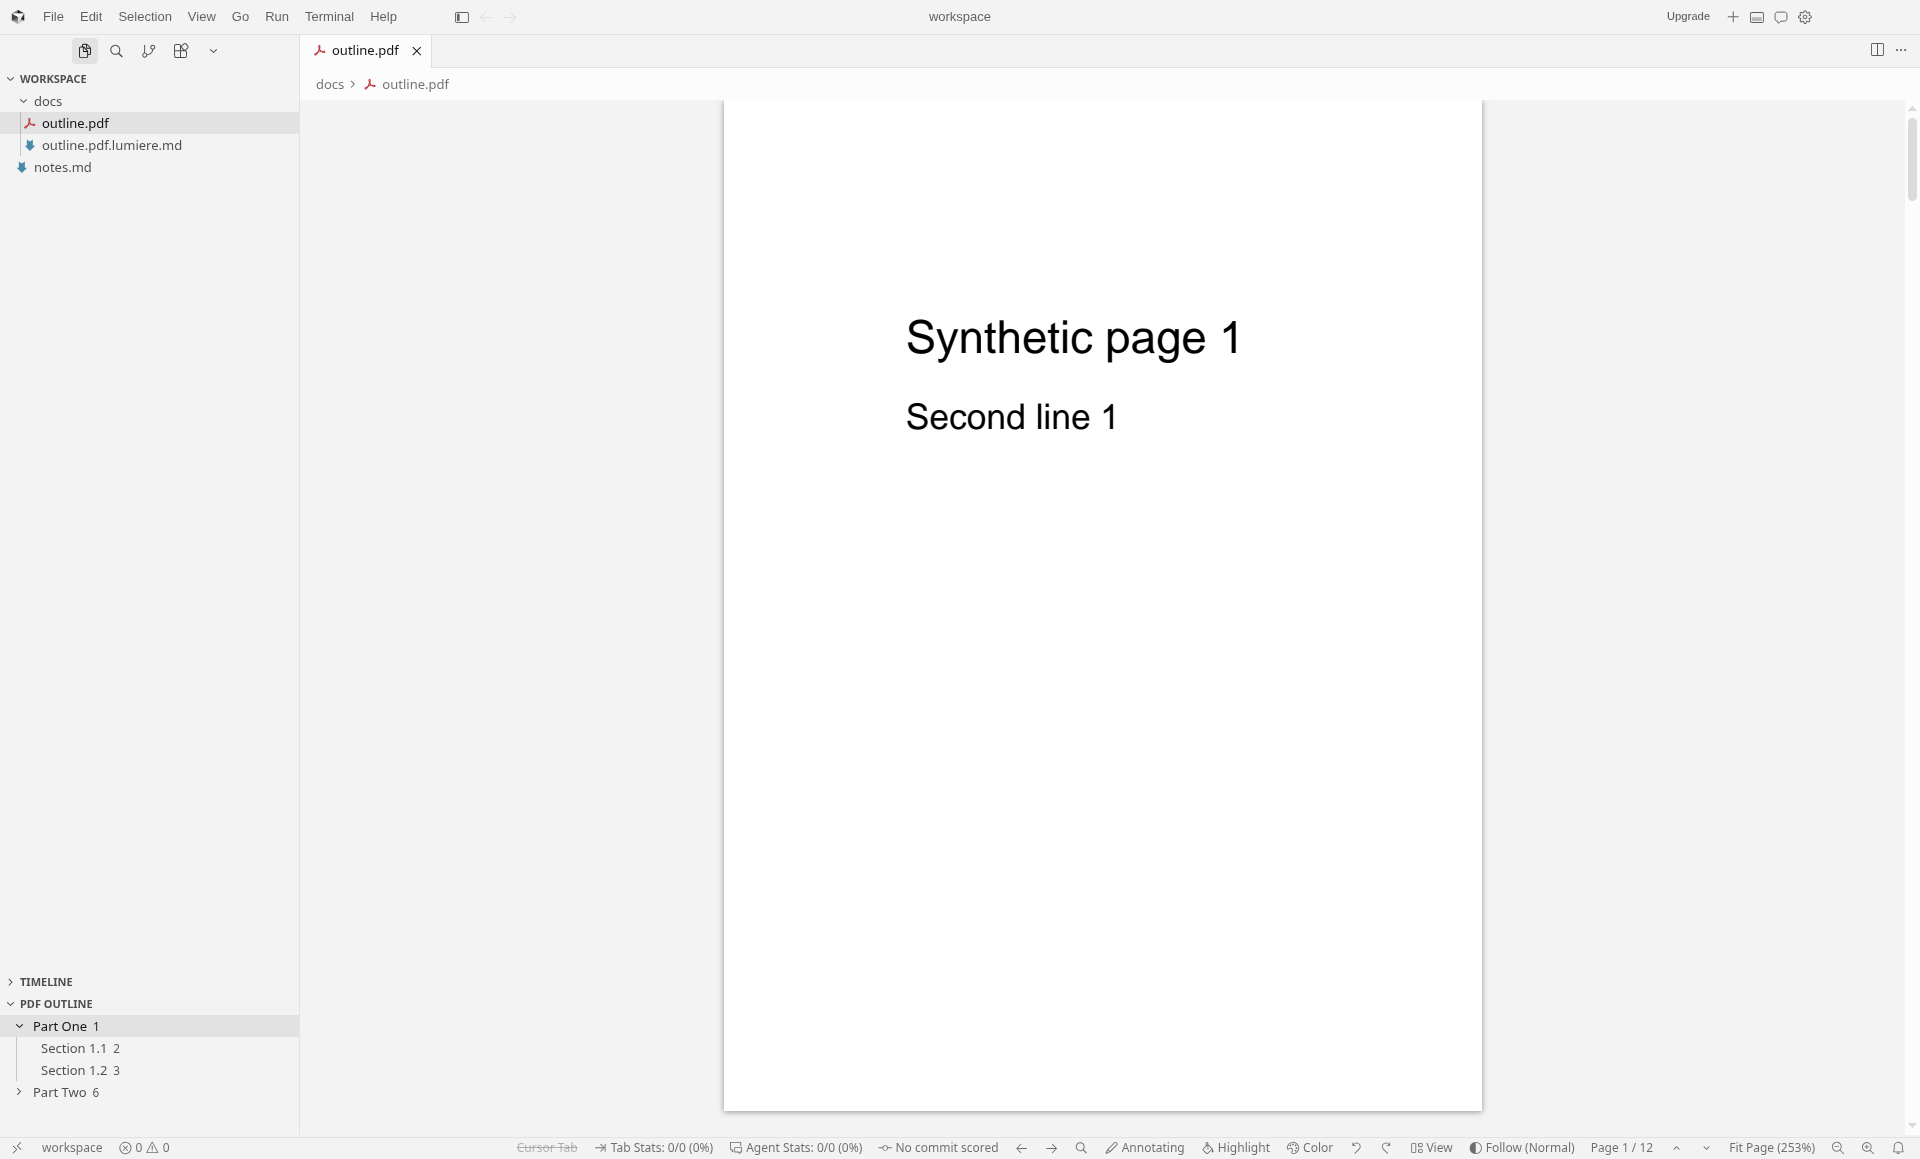 File Edit Selection View Go Run Terminal Help
workspace
Upgrade
WORKSPACE
docs
outline.pdf
outline.pdf.lumiere.md
notes.md
TIMELINE
PDF OUTLINE
Part One 1
Section 1.1 2
Section 1.2 3
Part Two 6
outline.pdf
docs > outline.pdf
Synthetic page 1
Second line 1
workspace 0 0 Cursor Tab Tab Stats: 0/0 (0%) Agent Stats: 0/0 (0%) No commit scored Annotating Highlight Color View Follow (Normal) Page 1 / 12 Fit Page (253%)